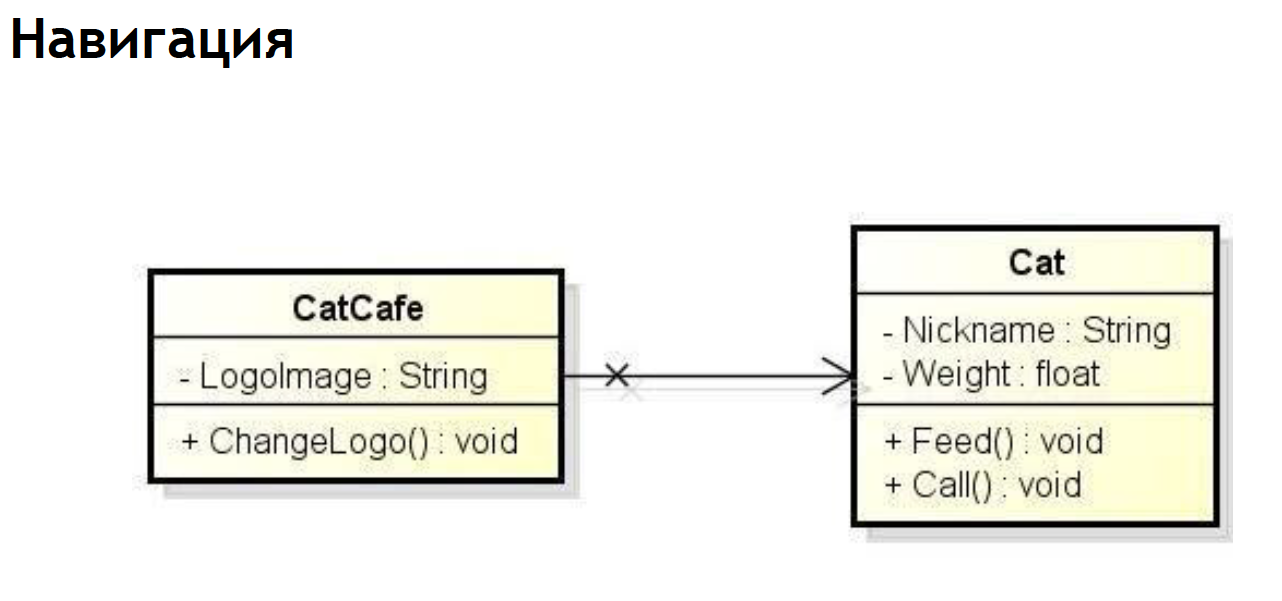 Навигация
CatCafe
- LogoImage : String
+ ChangeLogo() : void
Cat
- Nickname : String
- Weight : float
+ Feed() : void
+ Call() : void